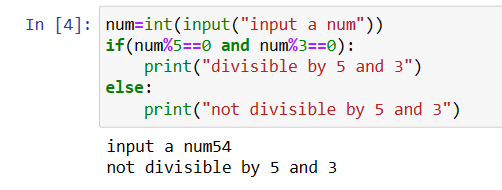 In [4]: num=int(input("input a num"))
if(num%5==0 and num%3==0):
    print("divisible by 5 and 3")
else:
    print("not divisible by 5 and 3")
input a num54
not divisible by 5 and 3